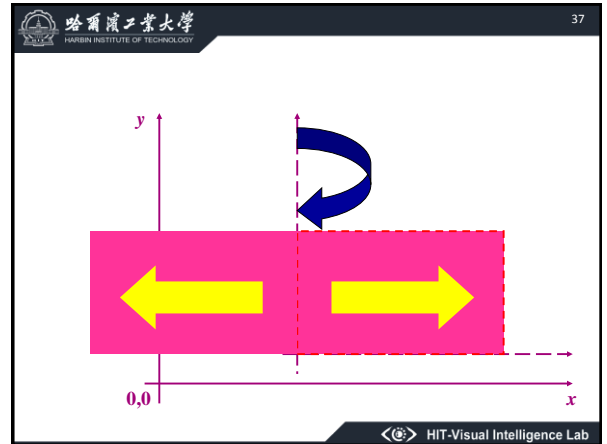 哈爾濱工業大學
HARBIN INSTITUTE OF TECHNOLOGY
37
y
0,0
x
HIT-Visual Intelligence Lab